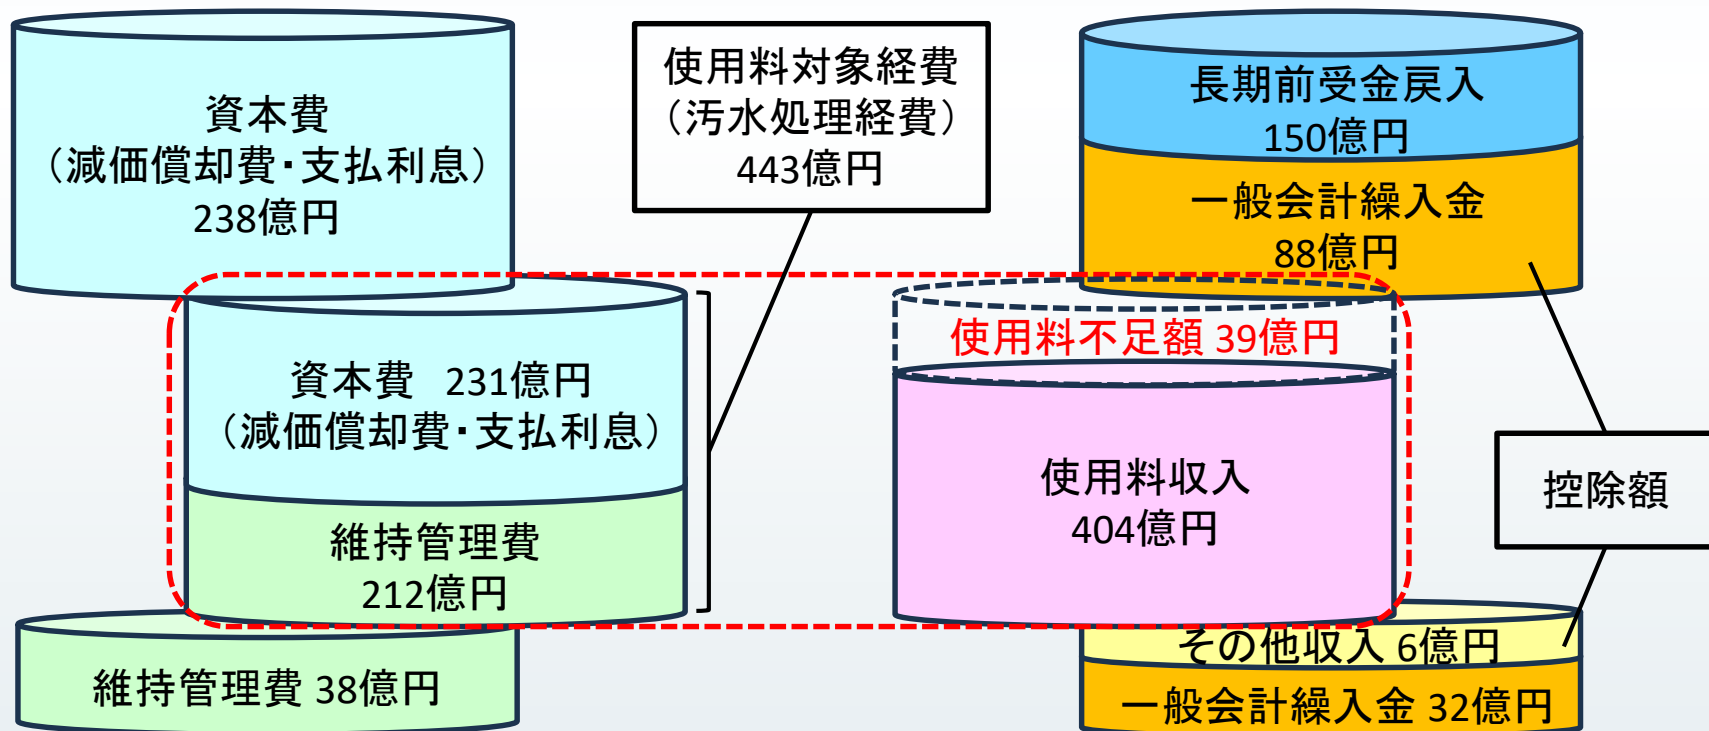 資本費
（減価償却費・支払利息）
238億円
使用料対象経費
（汚水処理経費）
443億円
長期前受金戻入
150億円
一般会計繰入金
88億円
資本費 231億円
（減価償却費・支払利息）
維持管理費
212億円
使用料不足額 39億円
使用料収入
404億円
控除額
維持管理費 38億円
その他収入 6億円
一般会計繰入金 32億円